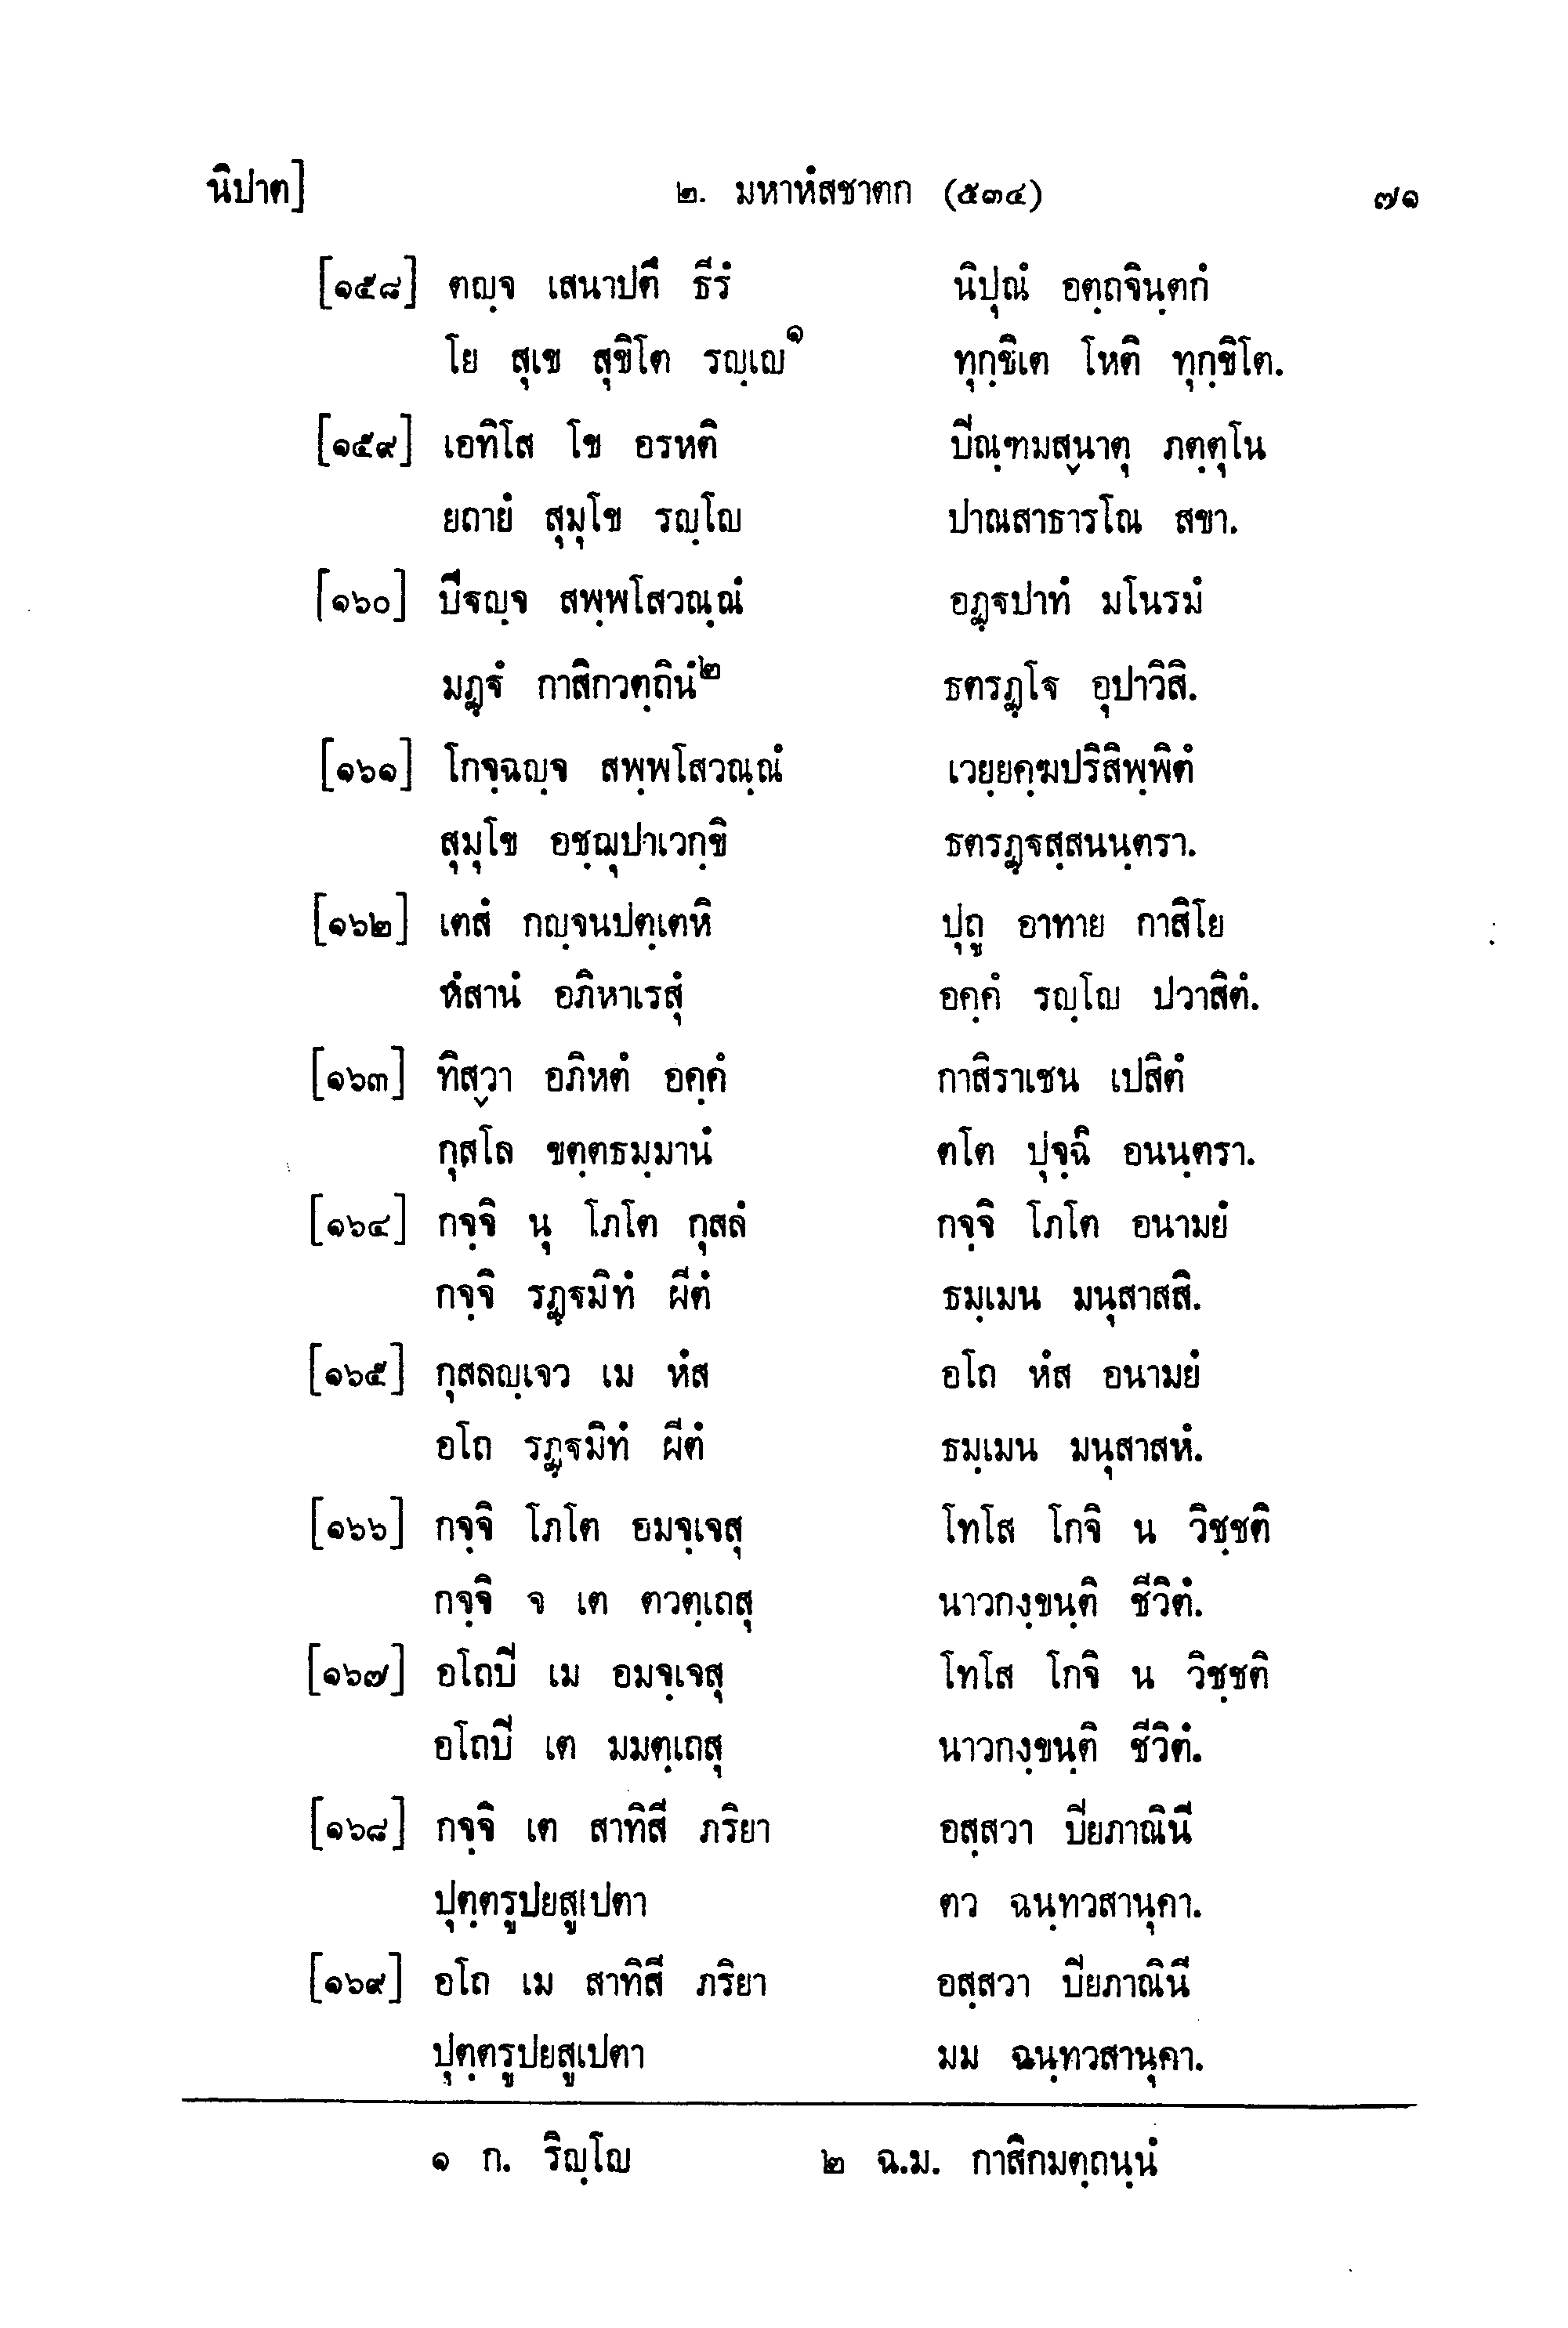 นิปาต] ๒. มหาหํสชาตก (๕๓๔) ๗๑
[๑๕๘] ตญฺจ เสนาปตึ ธีรํ นิปุณํ อตฺถจินฺตกํ
โย สุเข สุขิโต รญฺเญ๑ ทุกฺขิเต โหติ ทุกฺขิโต.
[๑๕๙] เอทิโส โข อรหติ ปิณฺฑมสฺนาตุ ภตฺตุโน
ยถายํ สุมุโข รญฺโญ ปาณสาธารโณ สขา.
[๑๖๐] ปีฐญฺจ สพฺพโสวณฺณํ อฏฺฐปาทํ มโนรมํ
มฏฺฐํ กาสิกวตฺถินํ๒ ธตรฏฺโฐ อุปาวิสิ.
[๑๖๑] โกจฺฉญฺจ สพฺพโสวณฺณํ เวยฺยคฺฆปริสิพฺพิตํ
สุมุโข อชฺฌุปาเวกฺขิ ธตรฏฺฐสฺสนนฺตรา.
[๑๖๒] เตสํ กญฺจนปตฺเตหิ ปุถู อาทาย กาสิโย
หํสานํ อภิหาเรสุํ อคฺคํ รญฺโญ ปวาสิตํ.
[๑๖๓] ทิสฺวา อภิหตํ อคฺคํ กาสิราเชน เปสิตํ
กุสโล ขตฺตธมฺมานํ ตโต ปุจฺฉิ อนนฺตรา.
[๑๖๔] กจฺจิ นุ โภโต กุสลํ กจฺจิ โภโต อนามยํ
กจฺจิ รฏฺฐมิทํ ผีตํ ธมฺเมน มนุสาสสิ.
[๑๖๕] กุสลญฺเจว เม หํส อโถ หํส อนามยํ
อโถ รฏฺฐมิทํ ผีตํ ธมฺเมน มนุสาสหํ.
[๑๖๖] กจฺจิ โภโต อมจฺเจสุ โทโส โกจิ น วิชฺชติ
กจฺจิ จ เต ตวตฺเถสุ นาวกงฺขนฺติ ชีวิตํ.
[๑๖๗] อโถปิ เม อมจฺเจสุ โทโส โกจิ น วิชฺชติ
อโถปิ เต มมตฺเถสุ นาวกงฺขนฺติ ชีวิตํ.
[๑๖๘] กจฺจิ เต สาทิสี ภริยา อสฺสวา ปิยภาณินี
ปุตฺตรูปยสูเปตา ตว ฉนฺทวสานุคา.
[๑๖๙] อโถ เม สาทิสี ภริยา อสฺสวา ปิยภาณินี
ปุตฺตรูปยสูเปตา มม ฉนฺทวสานุคา.
๑ ก. ริญฺโญ ๒ ฉ.ม. กาสิกมตฺถนฺนํ